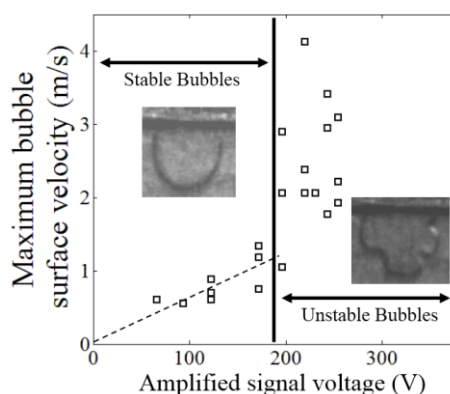 4
3
2
1
0
0
100
200
300
Maximum bubble
surface velocity (m/s)
Stable Bubbles
Unstable Bubbles
Amplified signal voltage (V)